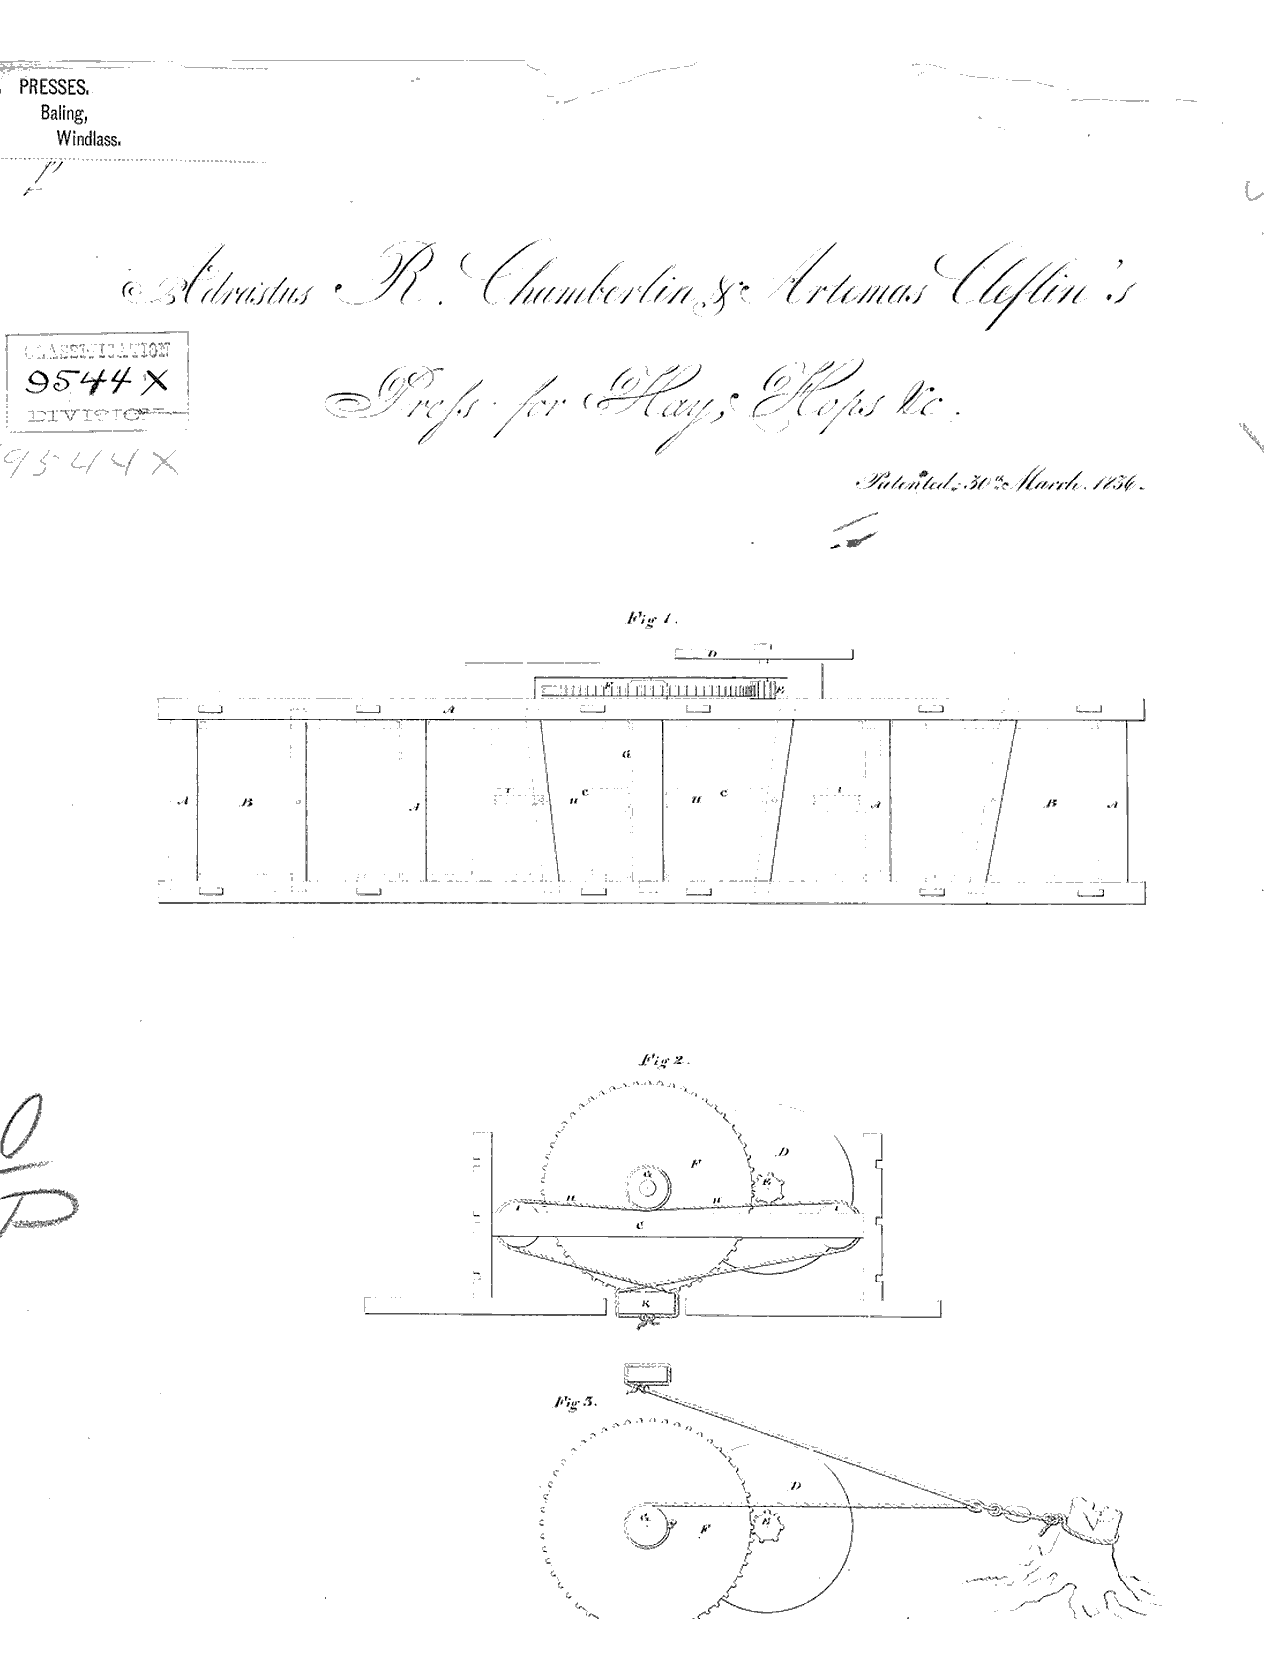 PRESSES.
Baling,
Windlass.
Adrastus R. Chamberlin & Artemas Cleflin's
CLASSIFICATION
9544X
DIVISION
Press for Hay, Hops &c.
9544X
Patented, 30th March. 1836.
Fig 1.
D
F E
A
G
A B A I H C H C I A B A
Fig 2.
D
F
G E
H H
I I
C
K
O
P
Fig 3.
D
G F E